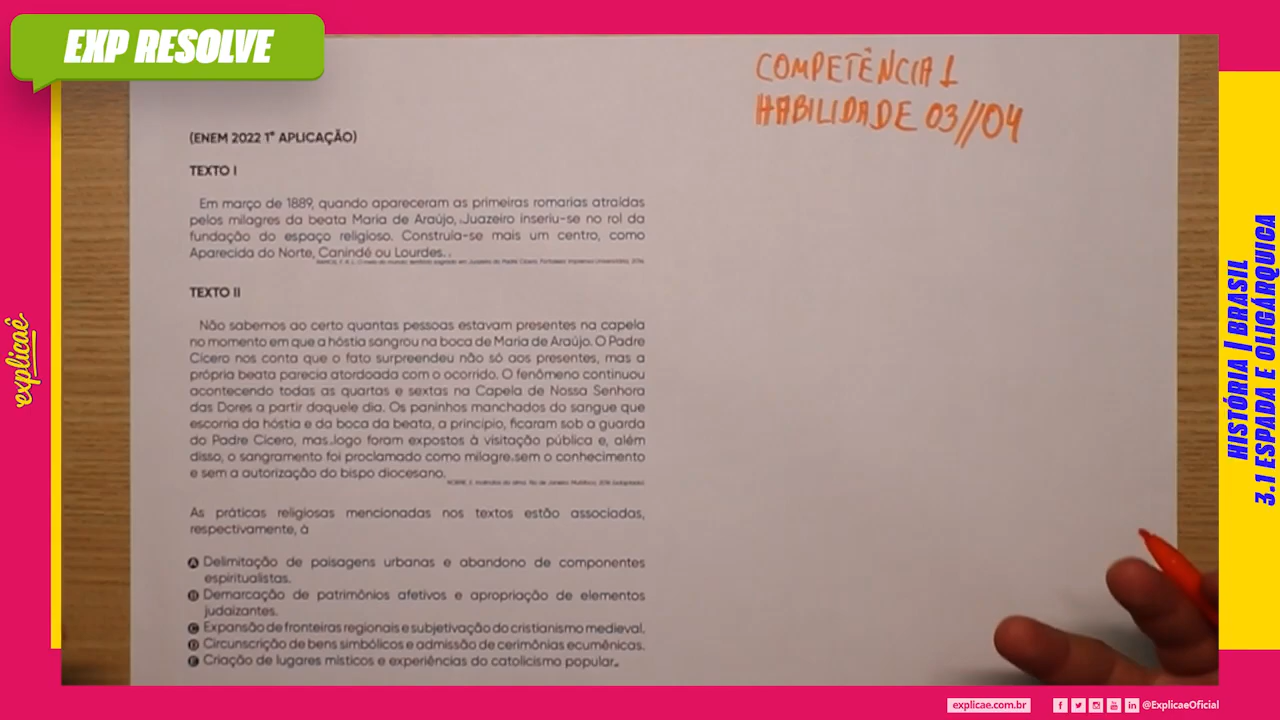 EXP RESOLVE
COMPETÊNCIA 1
HABILIDADE 03//04
(ENEM 2022 1ª APLICAÇÃO)
TEXTO I
Em março de 1889, quando apareceram as primeiras romarias atraídas
pelos milagres da beata Maria de Araújo, Juazeiro inseriu-se no rol da
fundação do espaço religioso. Construía-se mais um centro, como
Aparecida do Norte, Canindé ou Lourdes.
TEXTO II
Não sabemos ao certo quantas pessoas estavam presentes na capela
no momento em que a hóstia sangrou na boca de Maria de Araújo. O Padre
Cícero nos conta que o fato surpreendeu não só aos presentes, mas a
própria beata parecia atordoada com o ocorrido. O fenômeno continuou
acontecendo todas as quartas e sextas na Capela de Nossa Senhora
das Dores a partir daquele dia. Os paninhos manchados do sangue que
escorria da hóstia e da boca da beata, a princípio, ficaram sob a guarda
do Padre Cícero, mas logo foram expostos à visitação pública e, além
disso, o sangramento foi proclamado como milagre sem o conhecimento
e sem a autorização do bispo diocesano.
As práticas religiosas mencionadas nos textos estão associadas,
respectivamente, à
A Delimitação de paisagens urbanas e abandono de componentes
espiritualistas.
B Demarcação de patrimônios afetivos e apropriação de elementos
judaizantes.
C Expansão de fronteiras regionais e subjetivação do cristianismo medieval.
D Circunscrição de bens simbólicos e admissão de cerimônias ecumênicas.
E Criação de lugares místicos e experiências do catolicismo popular.
explicaê
HISTÓRIA | BRASIL
3.1 ESPADA E OLIGÁRQUICA
explicae.com.br
@ExplicaeOficial